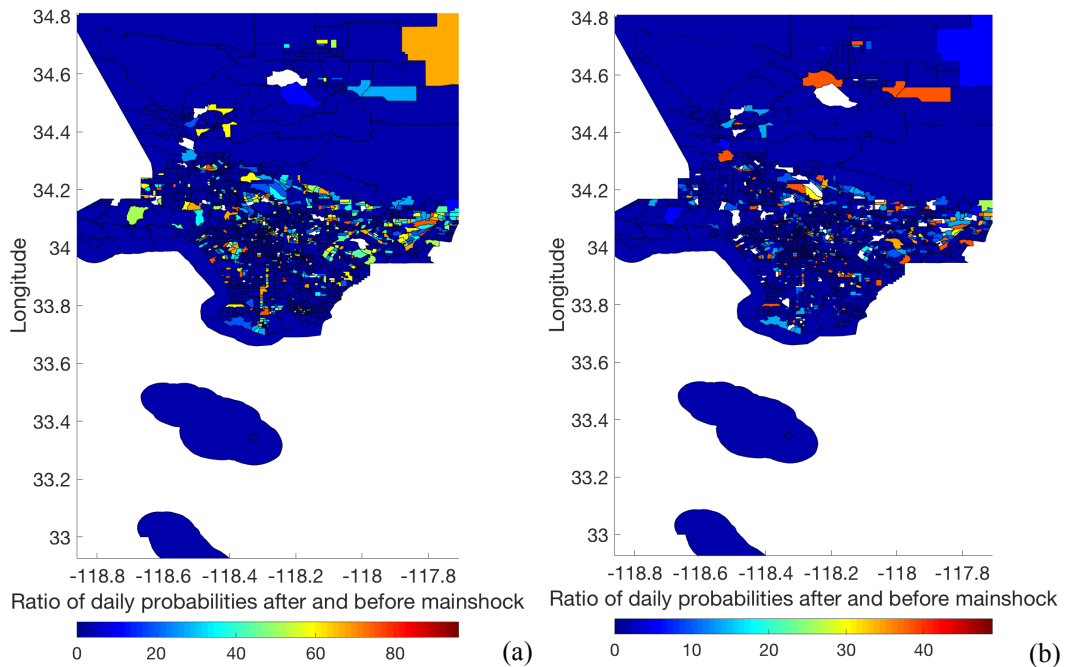 34.8
34.6
34.4
34.2
34
33.8
33.6
33.4
33.2
33
Longitude
-118.8 -118.6 -118.4 -118.2 -118 -117.8
Ratio of daily probabilities after and before mainshock
0 20 40 60 80
(a)
34.8
34.6
34.4
34.2
34
33.8
33.6
33.4
33.2
33
Longitude
-118.8 -118.6 -118.4 -118.2 -118 -117.8
Ratio of daily probabilities after and before mainshock
0 10 20 30 40
(b)